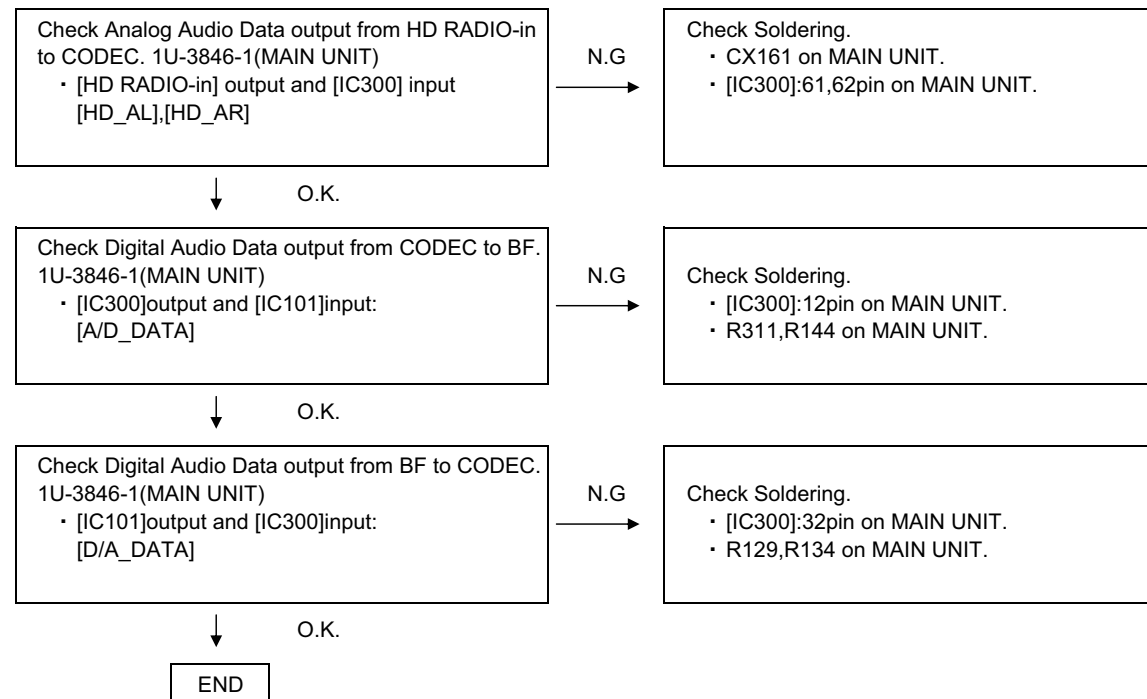 Check Analog Audio Data output from HD RADIO-in
to CODEC. 1U-3846-1(MAIN UNIT)
・[HD RADIO-in] output and [IC300] input
[HD_AL],[HD_AR]
N.G
Check Soldering.
・CX161 on MAIN UNIT.
・[IC300]:61,62pin on MAIN UNIT.
O.K.
Check Digital Audio Data output from CODEC to BF.
1U-3846-1(MAIN UNIT)
・[IC300]output and [IC101]input:
[A/D_DATA]
N.G
Check Soldering.
・[IC300]:12pin on MAIN UNIT.
・R311,R144 on MAIN UNIT.
O.K.
Check Digital Audio Data output from BF to CODEC.
1U-3846-1(MAIN UNIT)
・[IC101]output and [IC300]input:
[D/A_DATA]
N.G
Check Soldering.
・[IC300]:32pin on MAIN UNIT.
・R129,R134 on MAIN UNIT.
O.K.
END